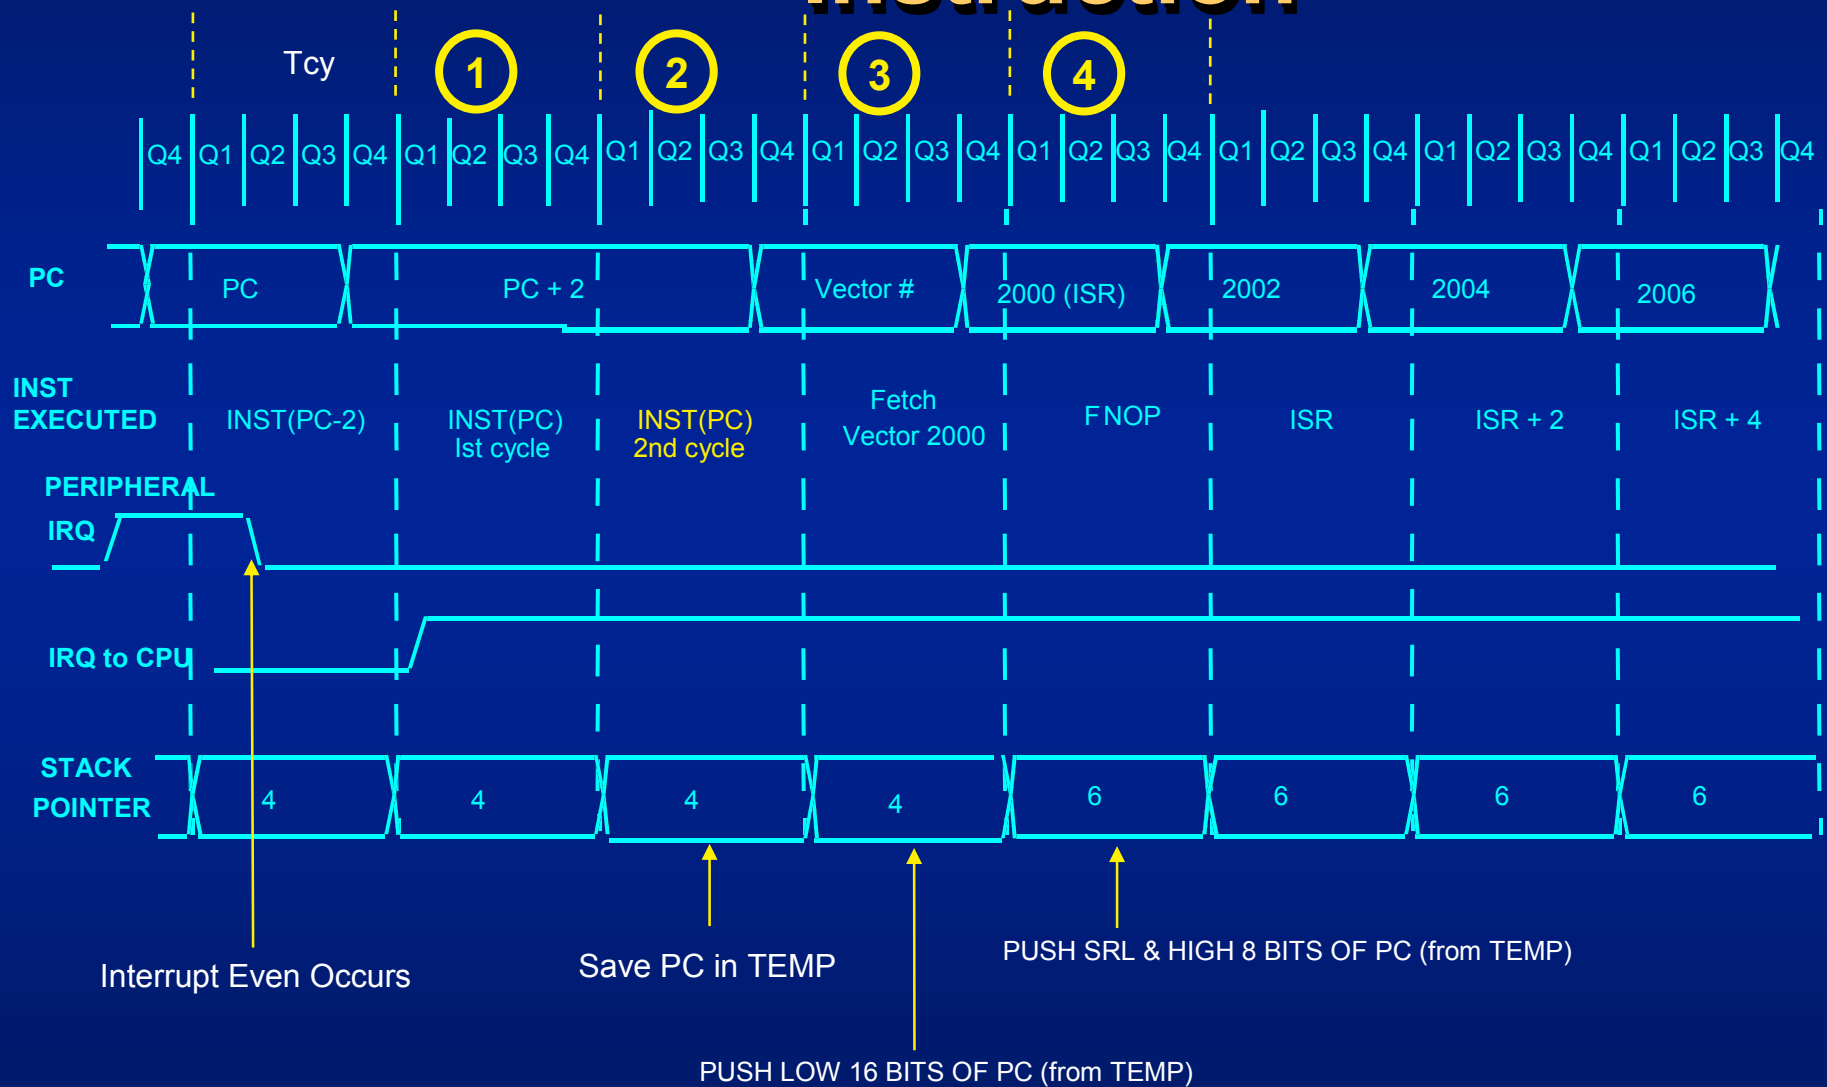 Instruction
Tcy
1
2
3
4
Q4 Q1 Q2 Q3 Q4 Q1 Q2 Q3 Q4 Q1 Q2 Q3 Q4 Q1 Q2 Q3 Q4 Q1 Q2 Q3 Q4 Q1 Q2 Q3 Q4 Q1 Q2 Q3 Q4 Q1 Q2 Q3 Q4
PC
PC
PC + 2
Vector #
2000 (ISR)
2002
2004
2006
INST
EXECUTED
INST(PC-2)
INST(PC)
Ist cycle
INST(PC)
2nd cycle
Fetch
Vector 2000
FNOP
ISR
ISR + 2
ISR + 4
PERIPHERAL
IRQ
IRQ to CPU
STACK
POINTER
4
4
4
4
6
6
6
6
Interrupt Even Occurs
Save PC in TEMP
PUSH SRL & HIGH 8 BITS OF PC (from TEMP)
PUSH LOW 16 BITS OF PC (from TEMP)